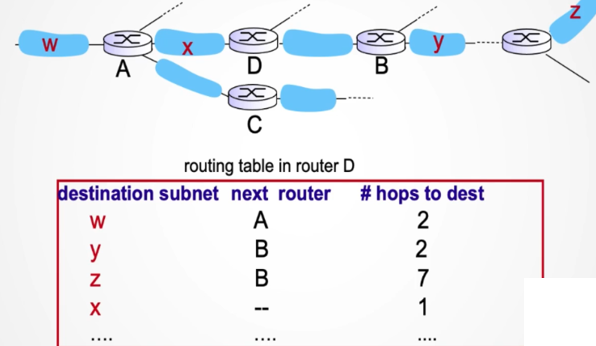 z
w x y
A D B
C
routing table in router D
destination subnet next router # hops to dest
w A 2
y B 2
z B 7
x -- 1
.... .... ....